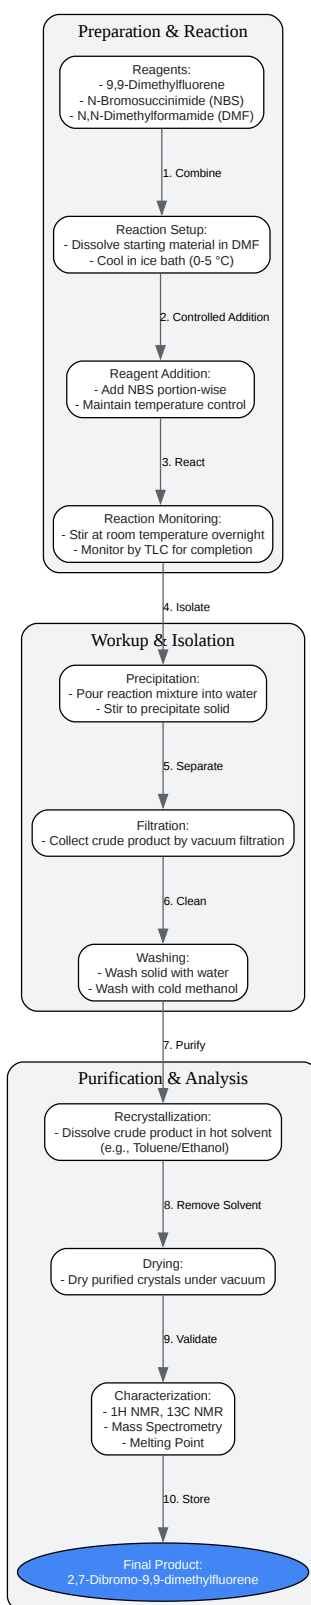 Preparation & Reaction
Reagents:
- 9,9-Dimethylfluorene
- N-Bromosuccinimide (NBS)
- N,N-Dimethylformamide (DMF)
1. Combine
Reaction Setup:
- Dissolve starting material in DMF
- Cool in ice bath (0-5 °C)
2. Controlled Addition
Reagent Addition:
- Add NBS portion-wise
- Maintain temperature control
3. React
Reaction Monitoring:
- Stir at room temperature overnight
- Monitor by TLC for completion
4. Isolate
Workup & Isolation
Precipitation:
- Pour reaction mixture into water
- Stir to precipitate solid
5. Separate
Filtration:
- Collect crude product by vacuum filtration
6. Clean
Washing:
- Wash solid with water
- Wash with cold methanol
7. Purify
Purification & Analysis
Recrystallization:
- Dissolve crude product in hot solvent
(e.g., Toluene/Ethanol)
8. Remove Solvent
Drying:
- Dry purified crystals under vacuum
9. Validate
Characterization:
- 1H NMR, 13C NMR
- Mass Spectrometry
- Melting Point
10. Store
Final Product:
2,7-Dibromo-9,9-dimethylfluorene